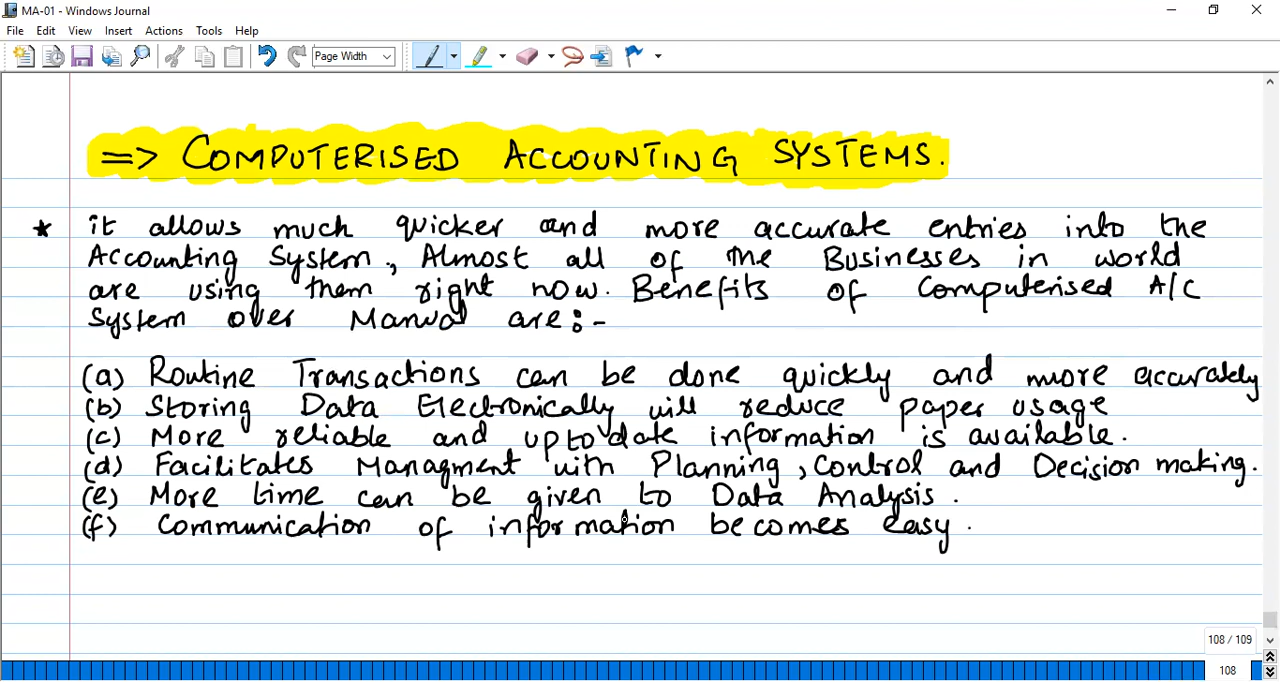 MA-01 - Windows Journal
File Edit View Insert Actions Tools Help
Page Width
=> COMPUTERISED ACCOUNTING SYSTEMS.
* it allows much quicker and more accurate entries into the
Accounting System, Almost all of the Businesses in world
are using them right now. Benefits of Computerised A/C
System over Manual are:-
(a) Routine Transactions can be done quickly and more accurately
(b) Storing Data Electronically will reduce paper usage
(c) More reliable and up to date information is available.
(d) Facilitates Managment with Planning, Control and Decision making.
(e) More time can be given to Data Analysis.
(f) Communication of information becomes easy.
108 / 109
108